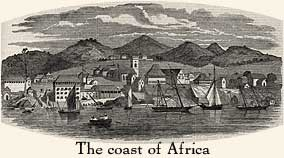 The coast of Africa